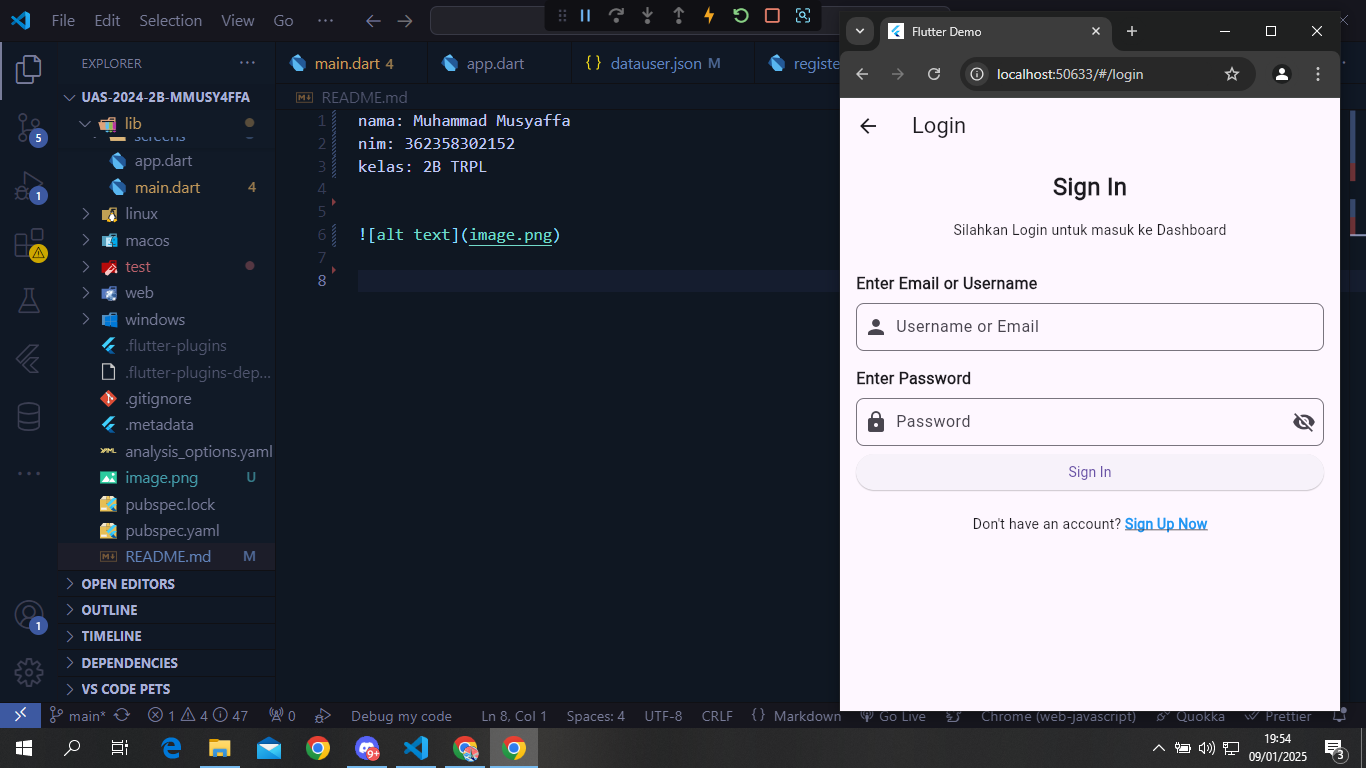 File Edit Selection View Go ···
EXPLORER ···
UAS-2024-2B-MMUSY4FFA
lib
screens
app.dart
main.dart 4
linux
macos
test
web
windows
.flutter-plugins
.flutter-plugins-dep...
.gitignore
.metadata
analysis_options.yaml
image.png U
pubspec.lock
pubspec.yaml
README.md M
OPEN EDITORS
OUTLINE
TIMELINE
DEPENDENCIES
VS CODE PETS
5
1
1
main.dart 4
app.dart
{} datauser.json M
registe
README.md
1 nama: Muhammad Musyaffa
2 nim: 362358302152
3 kelas: 2B TRPL
4
5
6 ![alt text](image.png)
7
8
Flutter Demo
localhost:50633/#/login
Login
Sign In
Silahkan Login untuk masuk ke Dashboard
Enter Email or Username
Username or Email
Enter Password
Password
Sign In
Don't have an account? Sign Up Now
main* 1 4 47 0 Debug my code Ln 8, Col 1 Spaces: 4 UTF-8 CRLF {} Markdown Go Live Chrome (web-javascript) Quokka Prettier
9+
19:54
09/01/2025
3